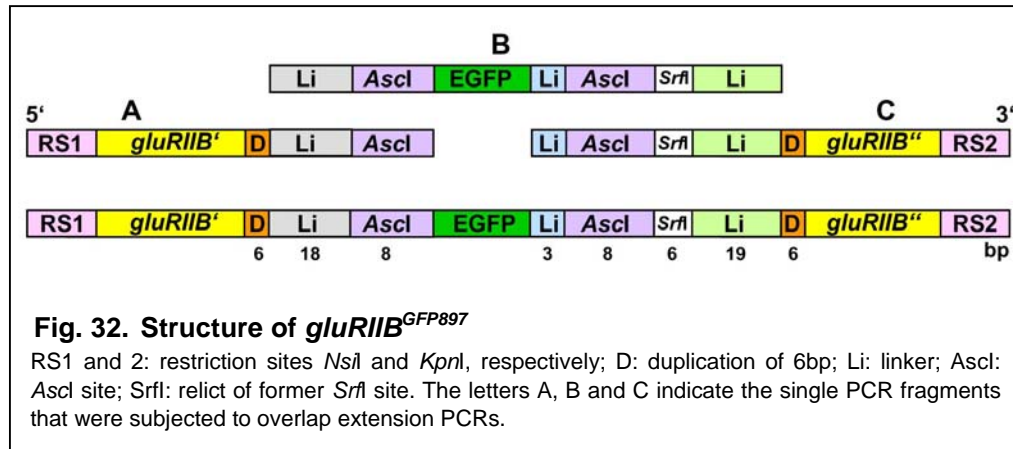 B
Li AscI EGFP Li AscI SrfI Li
5‘ A C 3‘
RS1 gluRIIB‘ D Li AscI Li AscI SrfI Li D gluRIIB‘‘ RS2
RS1 gluRIIB‘ D Li AscI EGFP Li AscI SrfI Li D gluRIIB‘‘ RS2
6 18 8 3 8 6 19 6 bp
Fig. 32. Structure of gluRIIB^GFP897
RS1 and 2: restriction sites NsiI and KpnI, respectively; D: duplication of 6bp; Li: linker; AscI:
AscI site; SrfI: relict of former SrfI site. The letters A, B and C indicate the single PCR fragments
that were subjected to overlap extension PCRs.